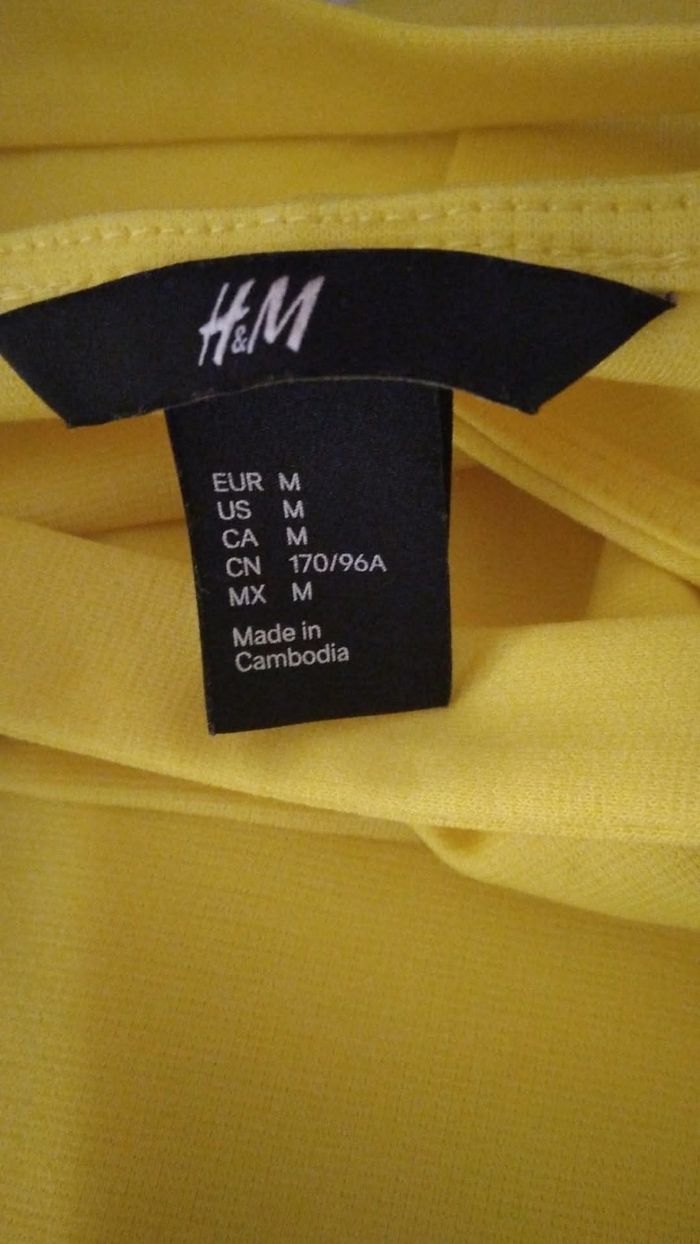 H&M
EUR M
US M
CA M
CN 170/96A
MX M
Made in
Cambodia